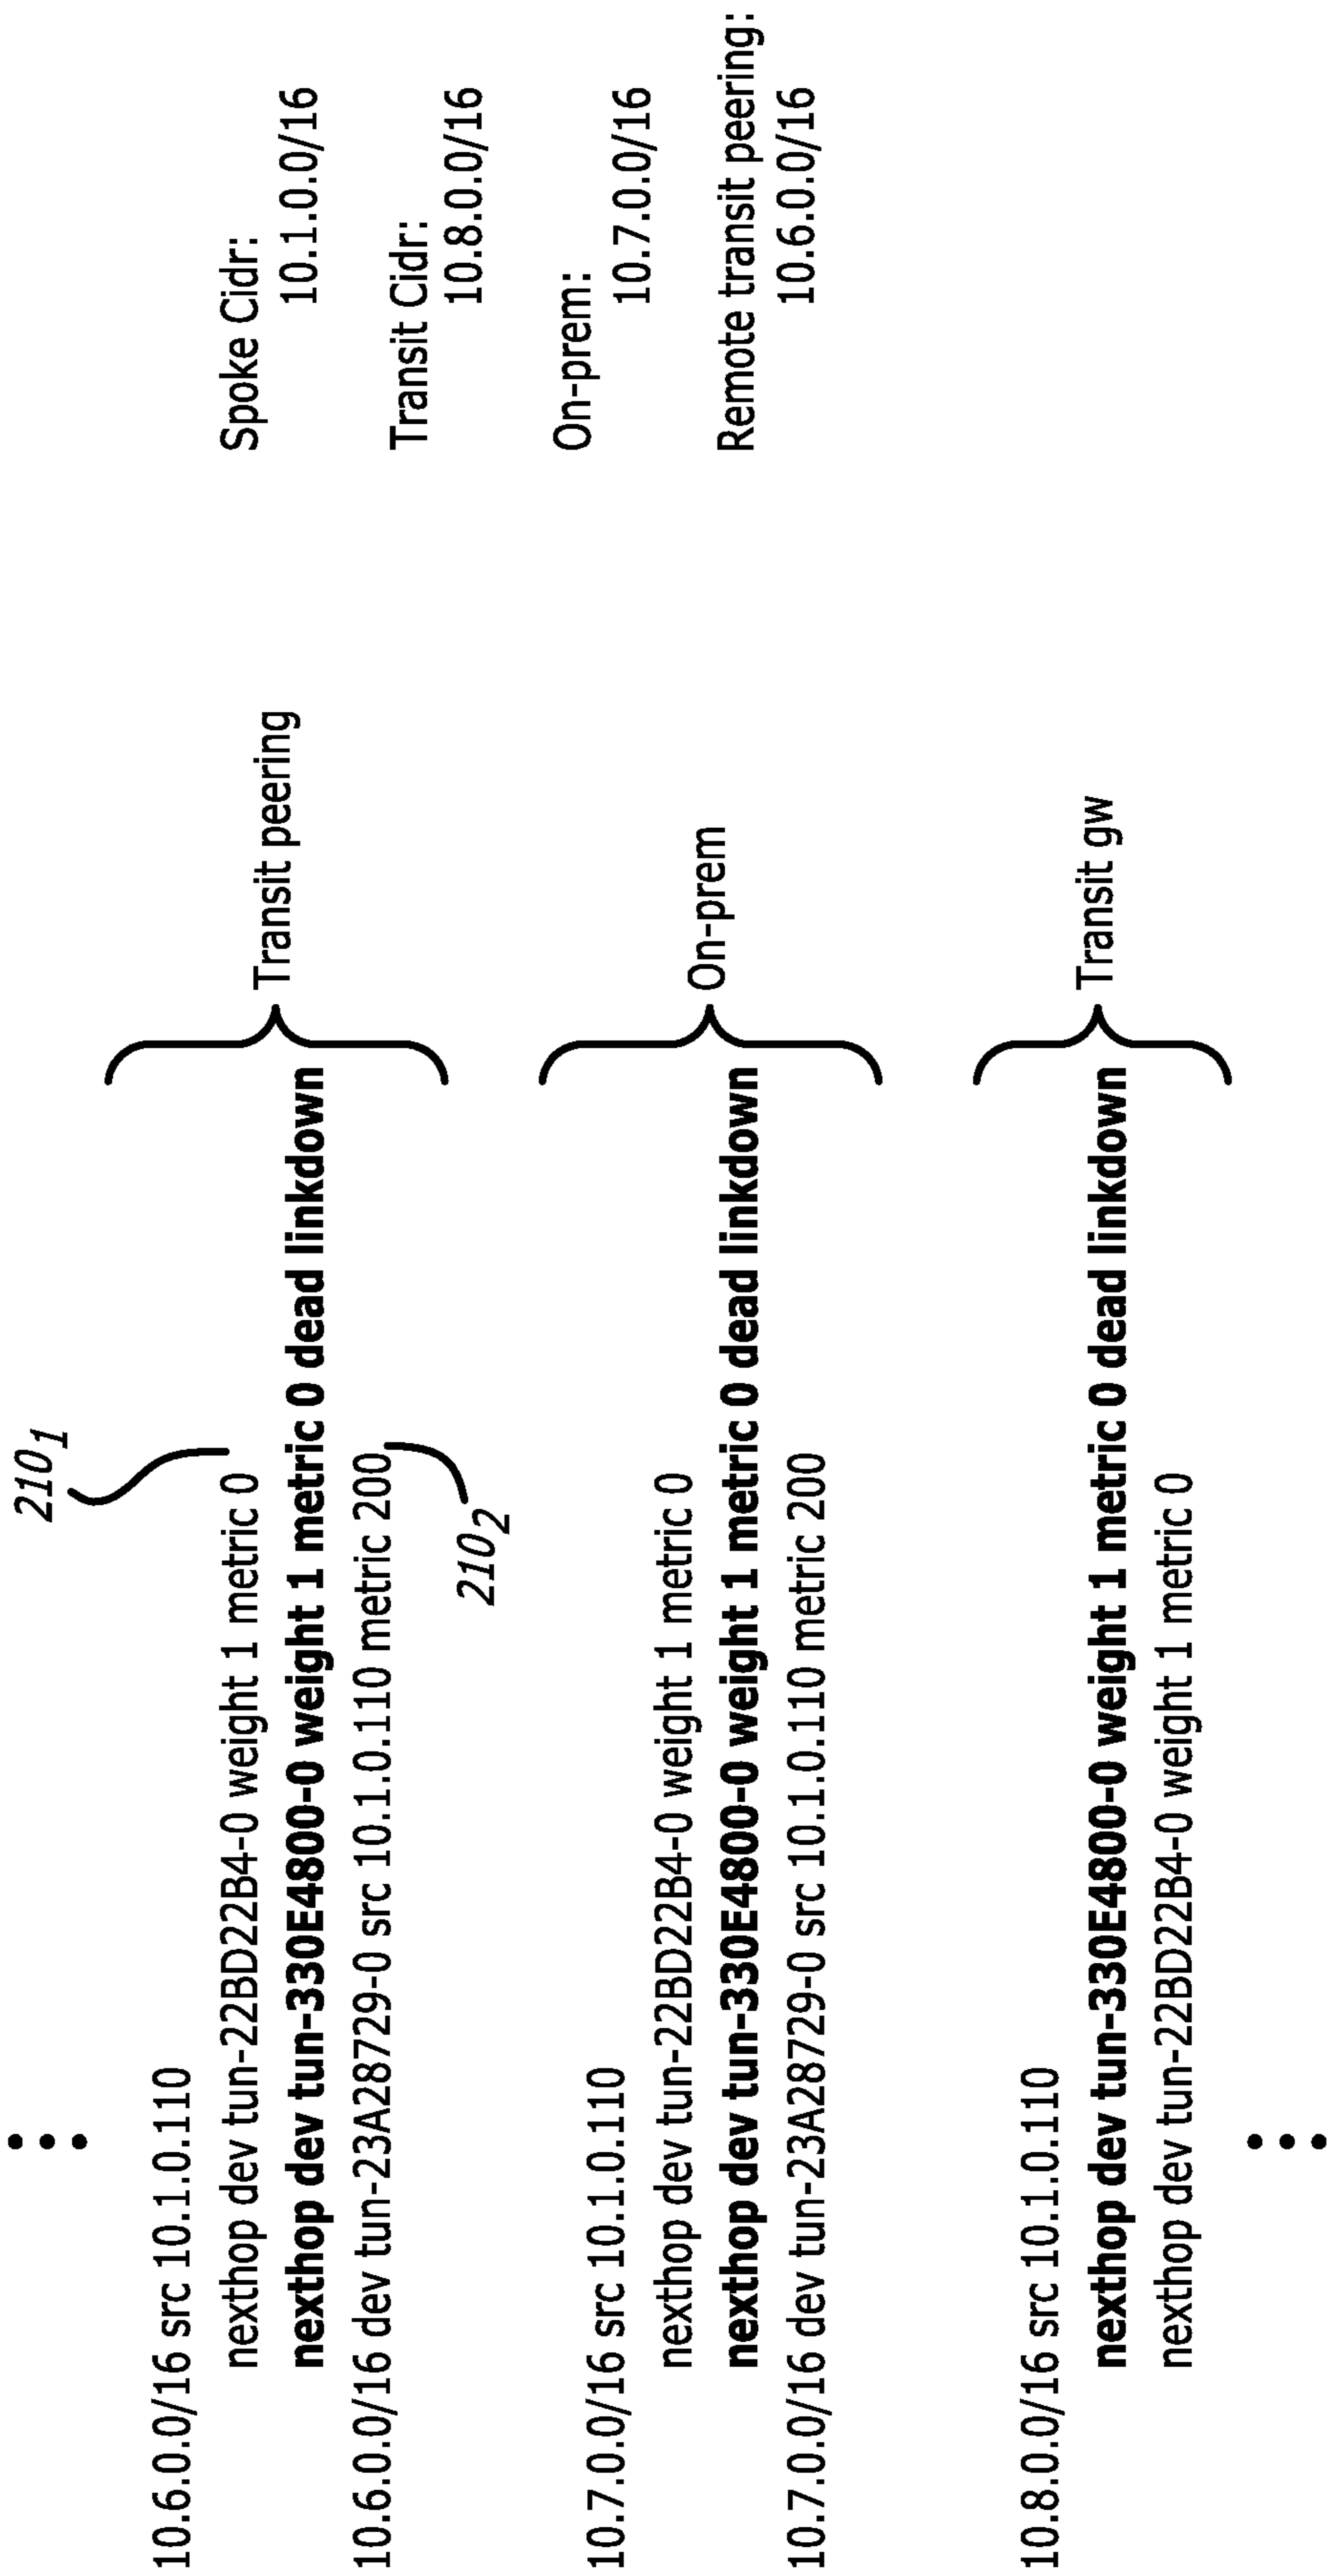 210₁
10.6.0.0/16 src 10.1.0.110
nexthop dev tun-22BD22B4-0 weight 1 metric 0
nexthop dev tun-330E4800-0 weight 1 metric 0 dead linkdown
10.6.0.0/16 dev tun-23A28729-0 src 10.1.0.110 metric 200
Transit peering
210₂
10.7.0.0/16 src 10.1.0.110
nexthop dev tun-22BD22B4-0 weight 1 metric 0
nexthop dev tun-330E4800-0 weight 1 metric 0 dead linkdown
10.7.0.0/16 dev tun-23A28729-0 src 10.1.0.110 metric 200
On-prem
10.8.0.0/16 src 10.1.0.110
nexthop dev tun-330E4800-0 weight 1 metric 0 dead linkdown
nexthop dev tun-22BD22B4-0 weight 1 metric 0
Transit gw
Spoke Cidr:
10.1.0.0/16
Transit Cidr:
10.8.0.0/16
On-prem:
10.7.0.0/16
Remote transit peering:
10.6.0.0/16